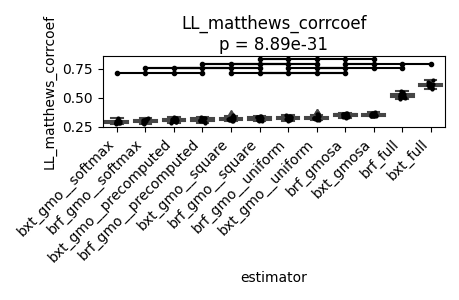 LL_matthews_corrcoef
p = 8.89e-31
LL_matthews_corrcoef
0.75
0.50
0.25
bxt_gmo__softmax
brf_gmo__softmax
bxt_gmo__precomputed
brf_gmo__precomputed
bxt_gmo__square
brf_gmo__square
brf_gmo__uniform
bxt_gmo__uniform
brf_gmosa
bxt_gmosa
brf_full
bxt_full
estimator